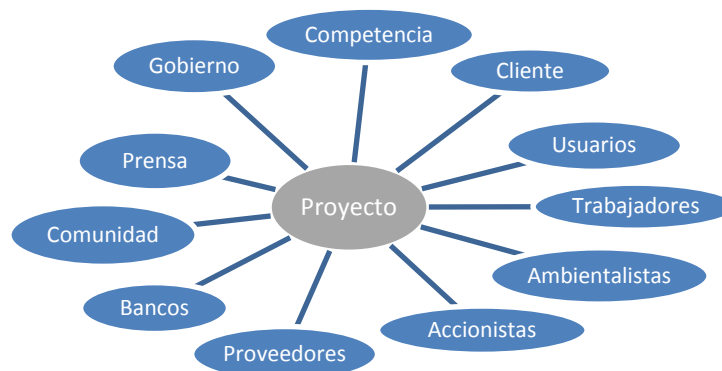 Competencia
Gobierno
Cliente
Usuarios
Prensa
Proyecto
Trabajadores
Comunidad
Ambientalistas
Bancos
Accionistas
Proveedores